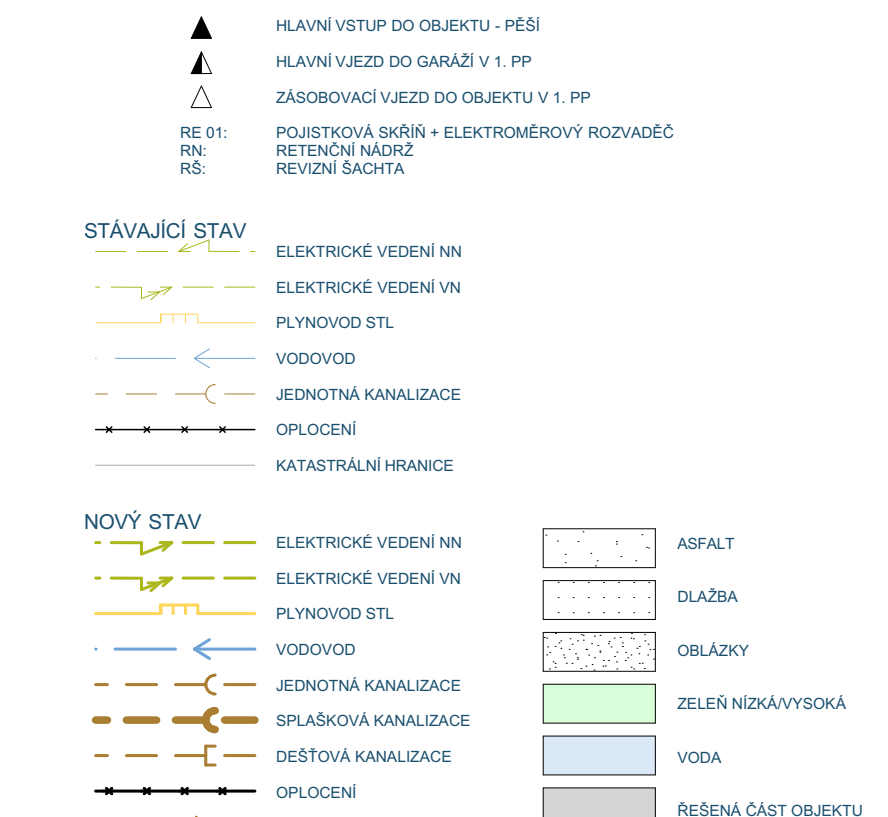 HLAVNÍ VSTUP DO OBJEKTU - PĚŠÍ
HLAVNÍ VJEZD DO GARÁŽÍ V 1. PP
ZÁSOBOVACÍ VJEZD DO OBJEKTU V 1. PP
RE 01: POJISTKOVÁ SKŘÍŇ + ELEKTROMĚROVÝ ROZVADĚČ
RN: RETENČNÍ NÁDRŽ
RŠ: REVIZNÍ ŠACHTA
STÁVAJÍCÍ STAV
ELEKTRICKÉ VEDENÍ NN
ELEKTRICKÉ VEDENÍ VN
PLYNOVOD STL
VODOVOD
JEDNOTNÁ KANALIZACE
OPLOCENÍ
KATASTRÁLNÍ HRANICE
NOVÝ STAV
ELEKTRICKÉ VEDENÍ NN
ELEKTRICKÉ VEDENÍ VN
PLYNOVOD STL
VODOVOD
JEDNOTNÁ KANALIZACE
SPLAŠKOVÁ KANALIZACE
DEŠŤOVÁ KANALIZACE
OPLOCENÍ
ASFALT
DLAŽBA
OBLÁZKY
ZELEŇ NÍZKÁ/VYSOKÁ
VODA
ŘEŠENÁ ČÁST OBJEKTU